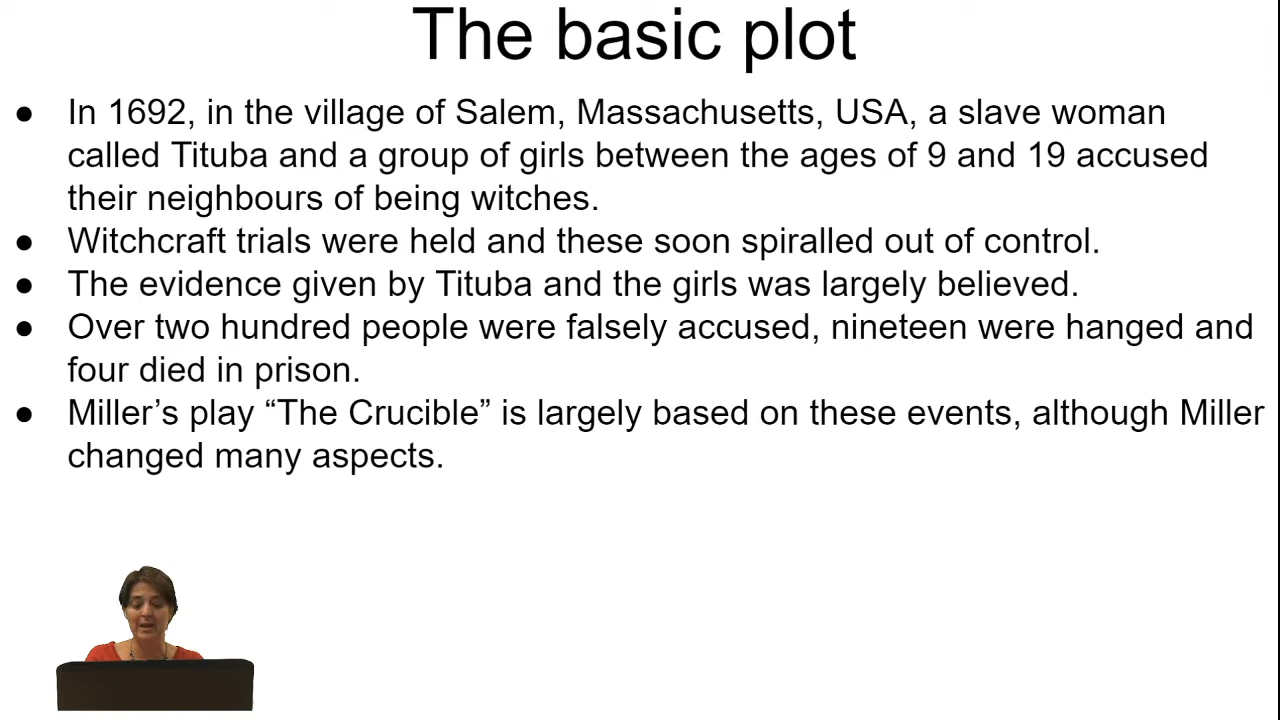 The basic plot
● In 1692, in the village of Salem, Massachusetts, USA, a slave woman
called Tituba and a group of girls between the ages of 9 and 19 accused
their neighbours of being witches.
● Witchcraft trials were held and these soon spiralled out of control.
● The evidence given by Tituba and the girls was largely believed.
● Over two hundred people were falsely accused, nineteen were hanged and
four died in prison.
● Miller’s play “The Crucible” is largely based on these events, although Miller
changed many aspects.